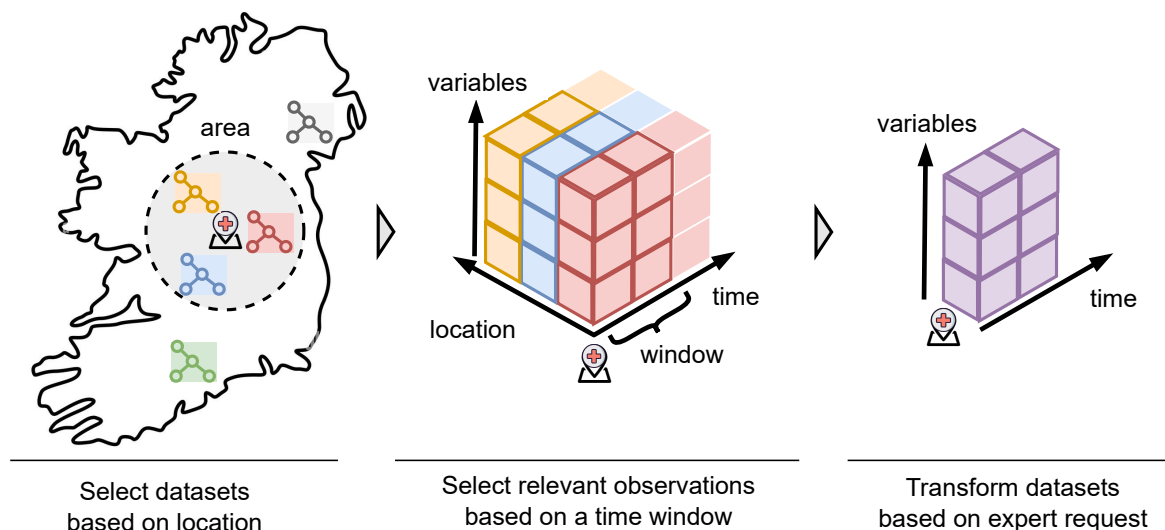 area
variables
location
time
window
variables
time
Select datasets
based on location
Select relevant observations
based on a time window
Transform datasets
based on expert request